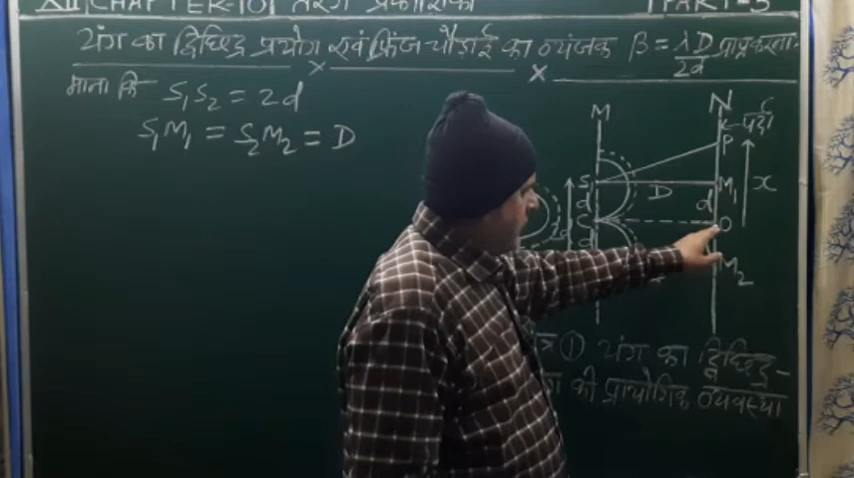 XII CHAPTER-10 तरंग प्रकाशिकी PART-3
यंग का द्विछिद्र प्रयोग एवं फ्रिंज चौड़ाई का व्यंजक β = λD/2d प्राप्त करना-
माना कि S₁S₂ = 2d
S₁M₁ = S₂M₂ = D
M N
पर्दा
P
S D M₁ x
d d
C O
d
M₂
① यंग का द्विछिद्र-
की प्रायोगिक व्यवस्था